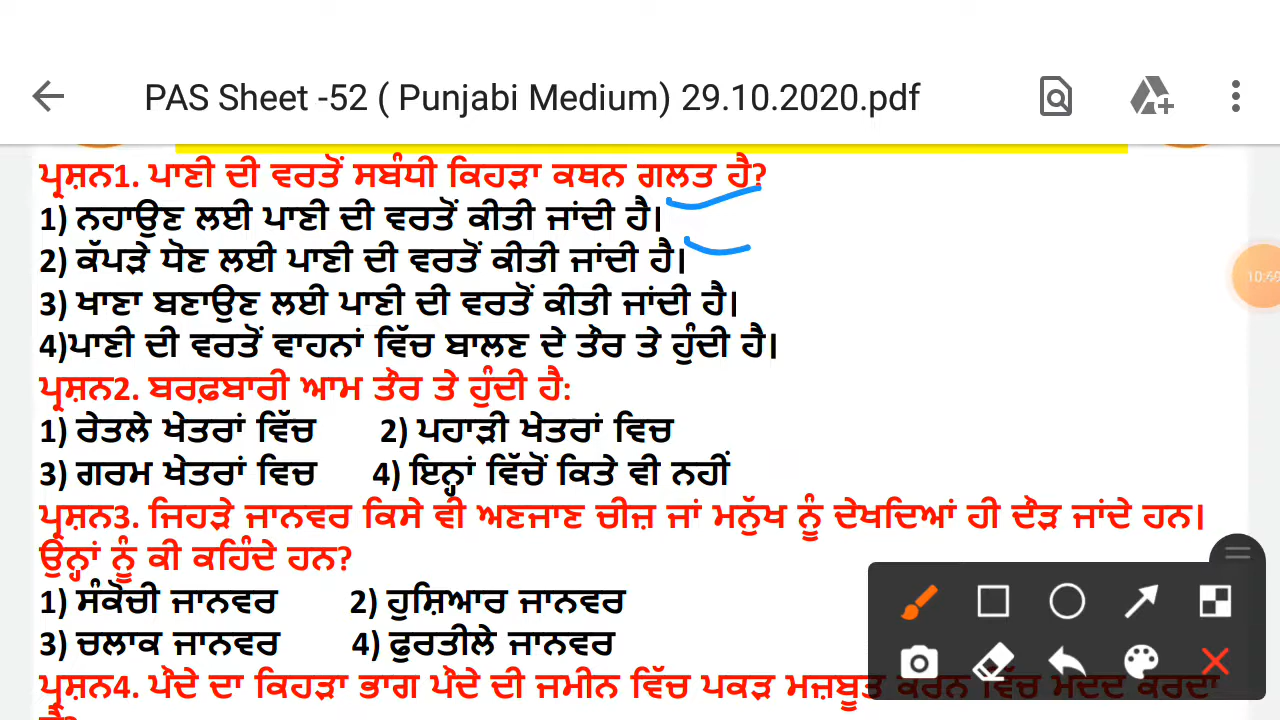 PAS Sheet -52 ( Punjabi Medium) 29.10.2020.pdf
ਪ੍ਰਸ਼ਨ1. ਪਾਣੀ ਦੀ ਵਰਤੋਂ ਸਬੰਧੀ ਕਿਹੜਾ ਕਥਨ ਗਲਤ ਹੈ?
1) ਨਹਾਉਣ ਲਈ ਪਾਣੀ ਦੀ ਵਰਤੋਂ ਕੀਤੀ ਜਾਂਦੀ ਹੈ।
2) ਕੱਪੜੇ ਧੋਣ ਲਈ ਪਾਣੀ ਦੀ ਵਰਤੋਂ ਕੀਤੀ ਜਾਂਦੀ ਹੈ।
3) ਖਾਣਾ ਬਣਾਉਣ ਲਈ ਪਾਣੀ ਦੀ ਵਰਤੋਂ ਕੀਤੀ ਜਾਂਦੀ ਹੈ।
4)ਪਾਣੀ ਦੀ ਵਰਤੋਂ ਵਾਹਨਾਂ ਵਿੱਚ ਬਾਲਣ ਦੇ ਤੌਰ ਤੇ ਹੁੰਦੀ ਹੈ।
ਪ੍ਰਸ਼ਨ2. ਬਰਫ਼ਬਾਰੀ ਆਮ ਤੌਰ ਤੇ ਹੁੰਦੀ ਹੈ:
1) ਰੇਤਲੇ ਖੇਤਰਾਂ ਵਿੱਚ 2) ਪਹਾੜੀ ਖੇਤਰਾਂ ਵਿਚ
3) ਗਰਮ ਖੇਤਰਾਂ ਵਿਚ 4) ਇਨ੍ਹਾਂ ਵਿੱਚੋਂ ਕਿਤੇ ਵੀ ਨਹੀਂ
ਪ੍ਰਸ਼ਨ3. ਜਿਹੜੇ ਜਾਨਵਰ ਕਿਸੇ ਵੀ ਅਣਜਾਣ ਚੀਜ਼ ਜਾਂ ਮਨੁੱਖ ਨੂੰ ਦੇਖਦਿਆਂ ਹੀ ਦੌੜ ਜਾਂਦੇ ਹਨ।
ਉਨ੍ਹਾਂ ਨੂੰ ਕੀ ਕਹਿੰਦੇ ਹਨ?
1) ਸੰਕੋਚੀ ਜਾਨਵਰ 2) ਹੁਸ਼ਿਆਰ ਜਾਨਵਰ
3) ਚਲਾਕ ਜਾਨਵਰ 4) ਫੁਰਤੀਲੇ ਜਾਨਵਰ
ਪ੍ਰਸ਼ਨ4. ਪੌਦੇ ਦਾ ਕਿਹੜਾ ਭਾਗ ਪੌਦੇ ਦੀ ਜਮੀਨ ਵਿੱਚ ਪਕੜ ਮਜ਼ਬੂਤ ਕਰਨ ਵਿੱਚ ਮਦਦ ਕਰਦਾ